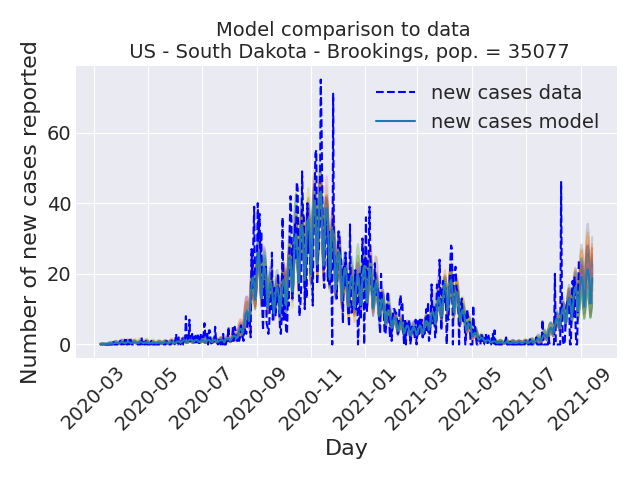 Model comparison to data
US - South Dakota - Brookings, pop. = 35077
Number of new cases reported
60
40
20
0
new cases data
new cases model
2020-03
2020-05
2020-07
2020-09
2020-11
2021-01
2021-03
2021-05
2021-07
2021-09
Day